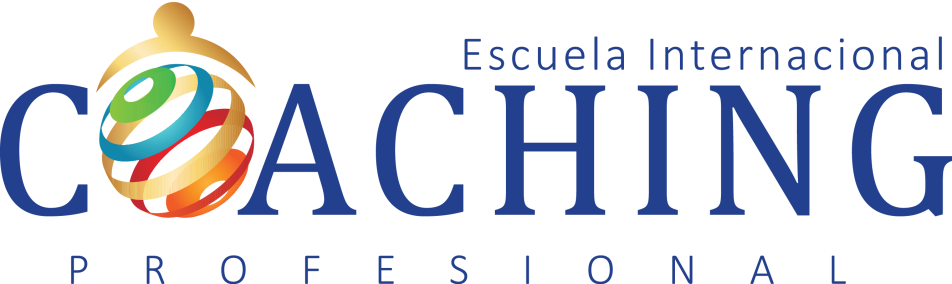 Escuela Internacional
COACHING
PROFESIONAL